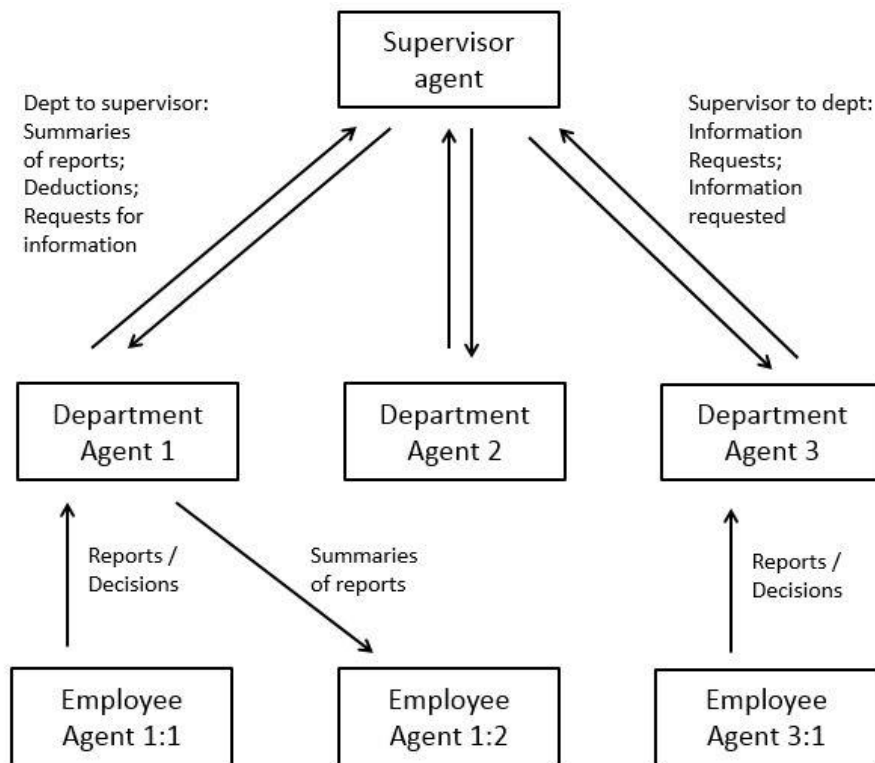 Supervisor
agent
Dept to supervisor:
Summaries
of reports;
Deductions;
Requests for
information
Supervisor to dept:
Information
Requests;
Information
requested
Department
Agent 1
Department
Agent 2
Department
Agent 3
Reports /
Decisions
Summaries
of reports
Reports /
Decisions
Employee
Agent 1:1
Employee
Agent 1:2
Employee
Agent 3:1